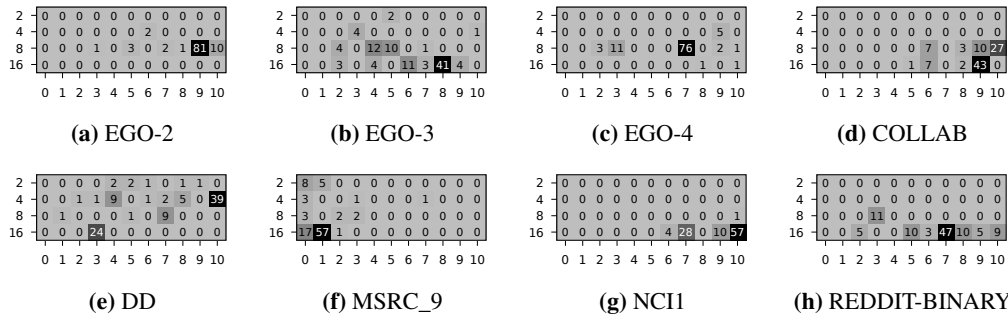 2 0 0 0 0 0 0 0 0 0 0 0
4 0 0 0 0 0 0 2 0 0 0 0
8 0 0 0 1 0 3 0 2 1 81 10
16 0 0 0 0 0 0 0 0 0 0 0
0 1 2 3 4 5 6 7 8 9 10
(a) EGO-2
2 0 0 0 0 0 2 0 0 0 0 0
4 0 0 0 4 0 0 0 0 0 0 1
8 0 0 4 0 12 10 0 1 0 0 0
16 0 0 3 0 4 0 11 3 41 4 0
0 1 2 3 4 5 6 7 8 9 10
(b) EGO-3
2 0 0 0 0 0 0 0 0 0 0 0
4 0 0 0 0 0 0 0 0 0 5 0
8 0 0 3 11 0 0 0 76 0 2 1
16 0 0 0 0 0 0 0 0 1 0 1
0 1 2 3 4 5 6 7 8 9 10
(c) EGO-4
2 0 0 0 0 0 0 0 0 0 0 0
4 0 0 0 0 0 0 0 0 0 0 0
8 0 0 0 0 0 0 7 0 3 10 27
16 0 0 0 0 0 1 7 0 2 43 0
0 1 2 3 4 5 6 7 8 9 10
(d) COLLAB
2 0 0 0 0 2 2 1 0 1 1 0
4 0 0 1 1 9 0 1 2 5 0 39
8 0 1 0 0 0 1 0 9 0 0 0
16 0 0 0 24 0 0 0 0 0 0 0
0 1 2 3 4 5 6 7 8 9 10
(e) DD
2 8 5 0 0 0 0 0 0 0 0 0
4 3 0 0 1 0 0 0 1 0 0 0
8 3 0 2 2 0 0 0 0 0 0 0
16 17 57 1 0 0 0 0 0 0 0 0
0 1 2 3 4 5 6 7 8 9 10
(f) MSRC_9
2 0 0 0 0 0 0 0 0 0 0 0
4 0 0 0 0 0 0 0 0 0 0 0
8 0 0 0 0 0 0 0 0 0 0 1
16 0 0 0 0 0 0 4 28 0 10 57
0 1 2 3 4 5 6 7 8 9 10
(g) NCI1
2 0 0 0 0 0 0 0 0 0 0 0
4 0 0 0 0 0 0 0 0 0 0 0
8 0 0 0 11 0 0 0 0 0 0 0
16 0 0 5 0 0 10 3 47 10 5 9
0 1 2 3 4 5 6 7 8 9 10
(h) REDDIT-BINARY